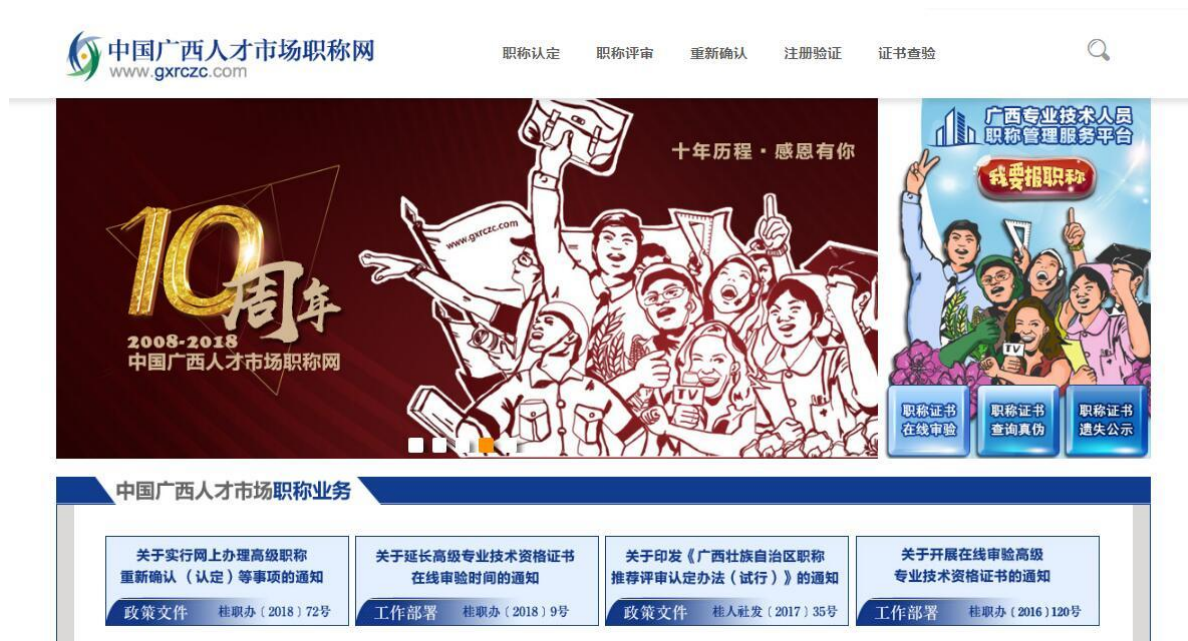 中国广西人才市场职称网
www.gxrczc.com
职称认定 职称评审 重新确认 注册验证 证书查验
十年历程·感恩有你
www.gxrczc.com
10周年
2008-2018
中国广西人才市场职称网
TV
广西专业技术人员
职称管理服务平台
我要报职称
TV
职称证书
在线审验
职称证书
查询真伪
职称证书
遗失公示
中国广西人才市场职称业务
关于实行网上办理高级职称
重新确认（认定）等事项的通知
政策文件 桂职办〔2018〕72号
关于延长高级专业技术资格证书
在线审验时间的通知
工作部署 桂职办〔2018〕9号
关于印发《广西壮族自治区职称
推荐评审认定办法（试行）》的通知
政策文件 桂人社发〔2017〕35号
关于开展在线审验高级
专业技术资格证书的通知
工作部署 桂职办〔2016〕120号